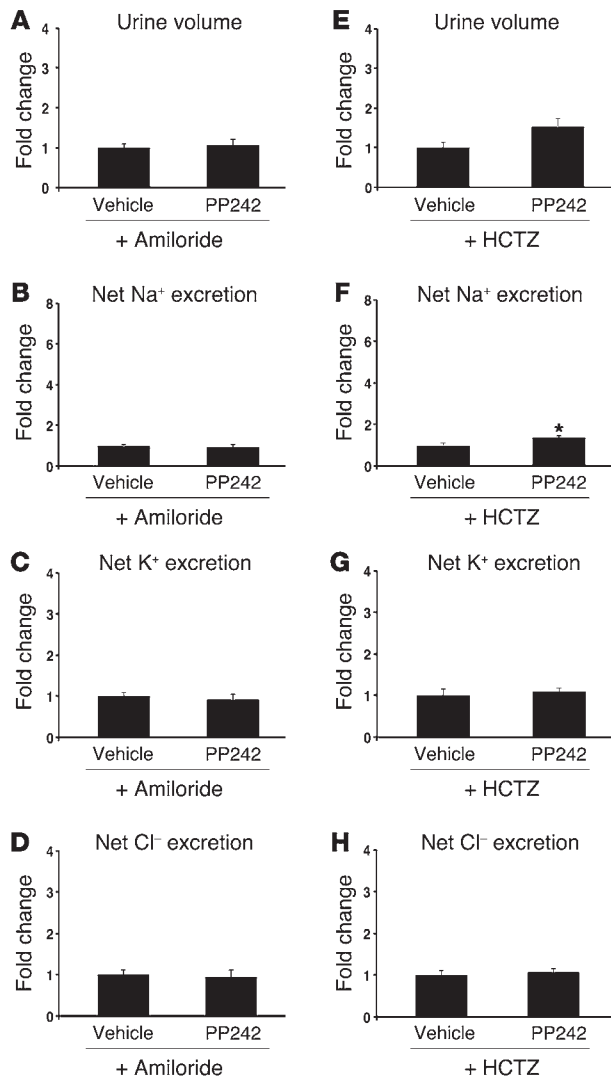 A Urine volume
Fold change
4
3
2
1
0
Vehicle PP242
+ Amiloride
B Net Na⁺ excretion
Fold change
8
6
4
2
0
Vehicle PP242
+ Amiloride
C Net K⁺ excretion
Fold change
4
3
2
1
0
Vehicle PP242
+ Amiloride
D Net Cl⁻ excretion
Fold change
4
3
2
1
0
Vehicle PP242
+ Amiloride
E Urine volume
Fold change
4
3
2
1
0
Vehicle PP242
+ HCTZ
F Net Na⁺ excretion
Fold change
8
6
4
2
0
*
Vehicle PP242
+ HCTZ
G Net K⁺ excretion
Fold change
4
3
2
1
0
Vehicle PP242
+ HCTZ
H Net Cl⁻ excretion
Fold change
4
3
2
1
0
Vehicle PP242
+ HCTZ